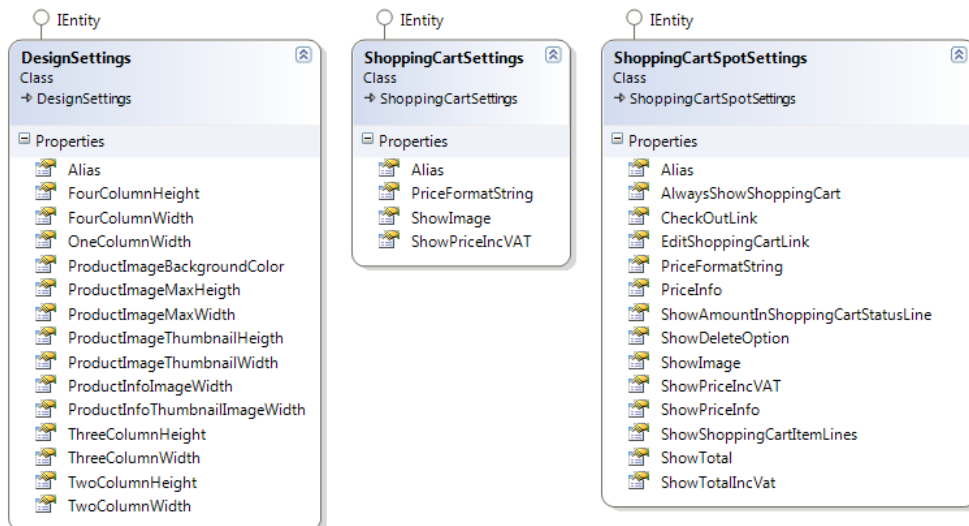 IEntity
DesignSettings
Class
DesignSettings
Properties
Alias
FourColumnHeight
FourColumnWidth
OneColumnWidth
ProductImageBackgroundColor
ProductImageMaxHeigth
ProductImageMaxWidth
ProductImageThumbnailHeigth
ProductImageThumbnailWidth
ProductInfoImageWidth
ProductInfoThumbnailImageWidth
ThreeColumnHeight
ThreeColumnWidth
TwoColumnHeight
TwoColumnWidth
IEntity
ShoppingCartSettings
Class
ShoppingCartSettings
Properties
Alias
PriceFormatString
ShowImage
ShowPriceIncVAT
IEntity
ShoppingCartSpotSettings
Class
ShoppingCartSpotSettings
Properties
Alias
AlwaysShowShoppingCart
CheckOutLink
EditShoppingCartLink
PriceFormatString
PriceInfo
ShowAmountInShoppingCartStatusLine
ShowDeleteOption
ShowImage
ShowPriceIncVAT
ShowPriceInfo
ShowShoppingCartItemLines
ShowTotal
ShowTotalIncVat